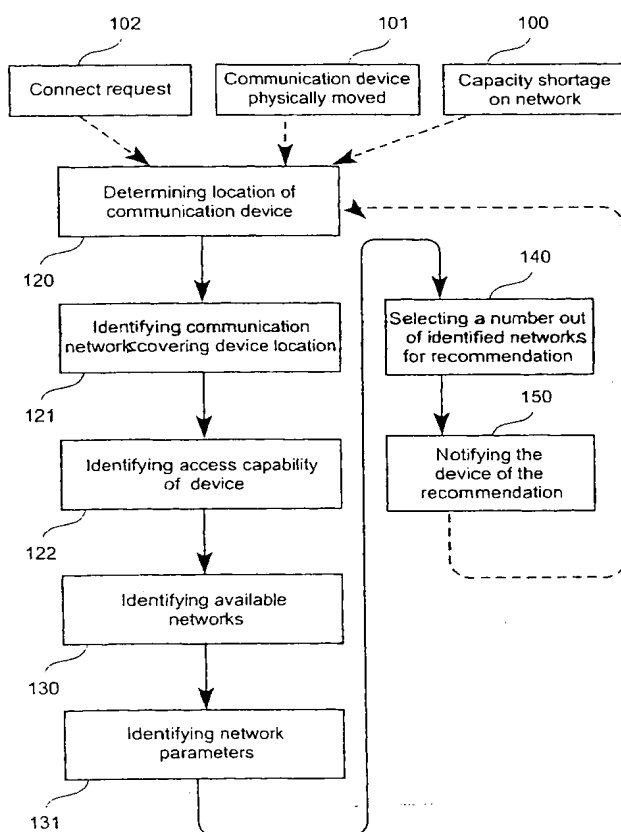 102
101
100
Connect request
Communication device
physically moved
Capacity shortage
on network
Determining location of
communication device
120
Identifying communication
networks covering device location
121
Identifying access capability
of device
122
Identifying available
networks
130
Identifying network
parameters
131
140
Selecting a number out
of identified networks
for recommendation
150
Notifying the
device of the
recommendation